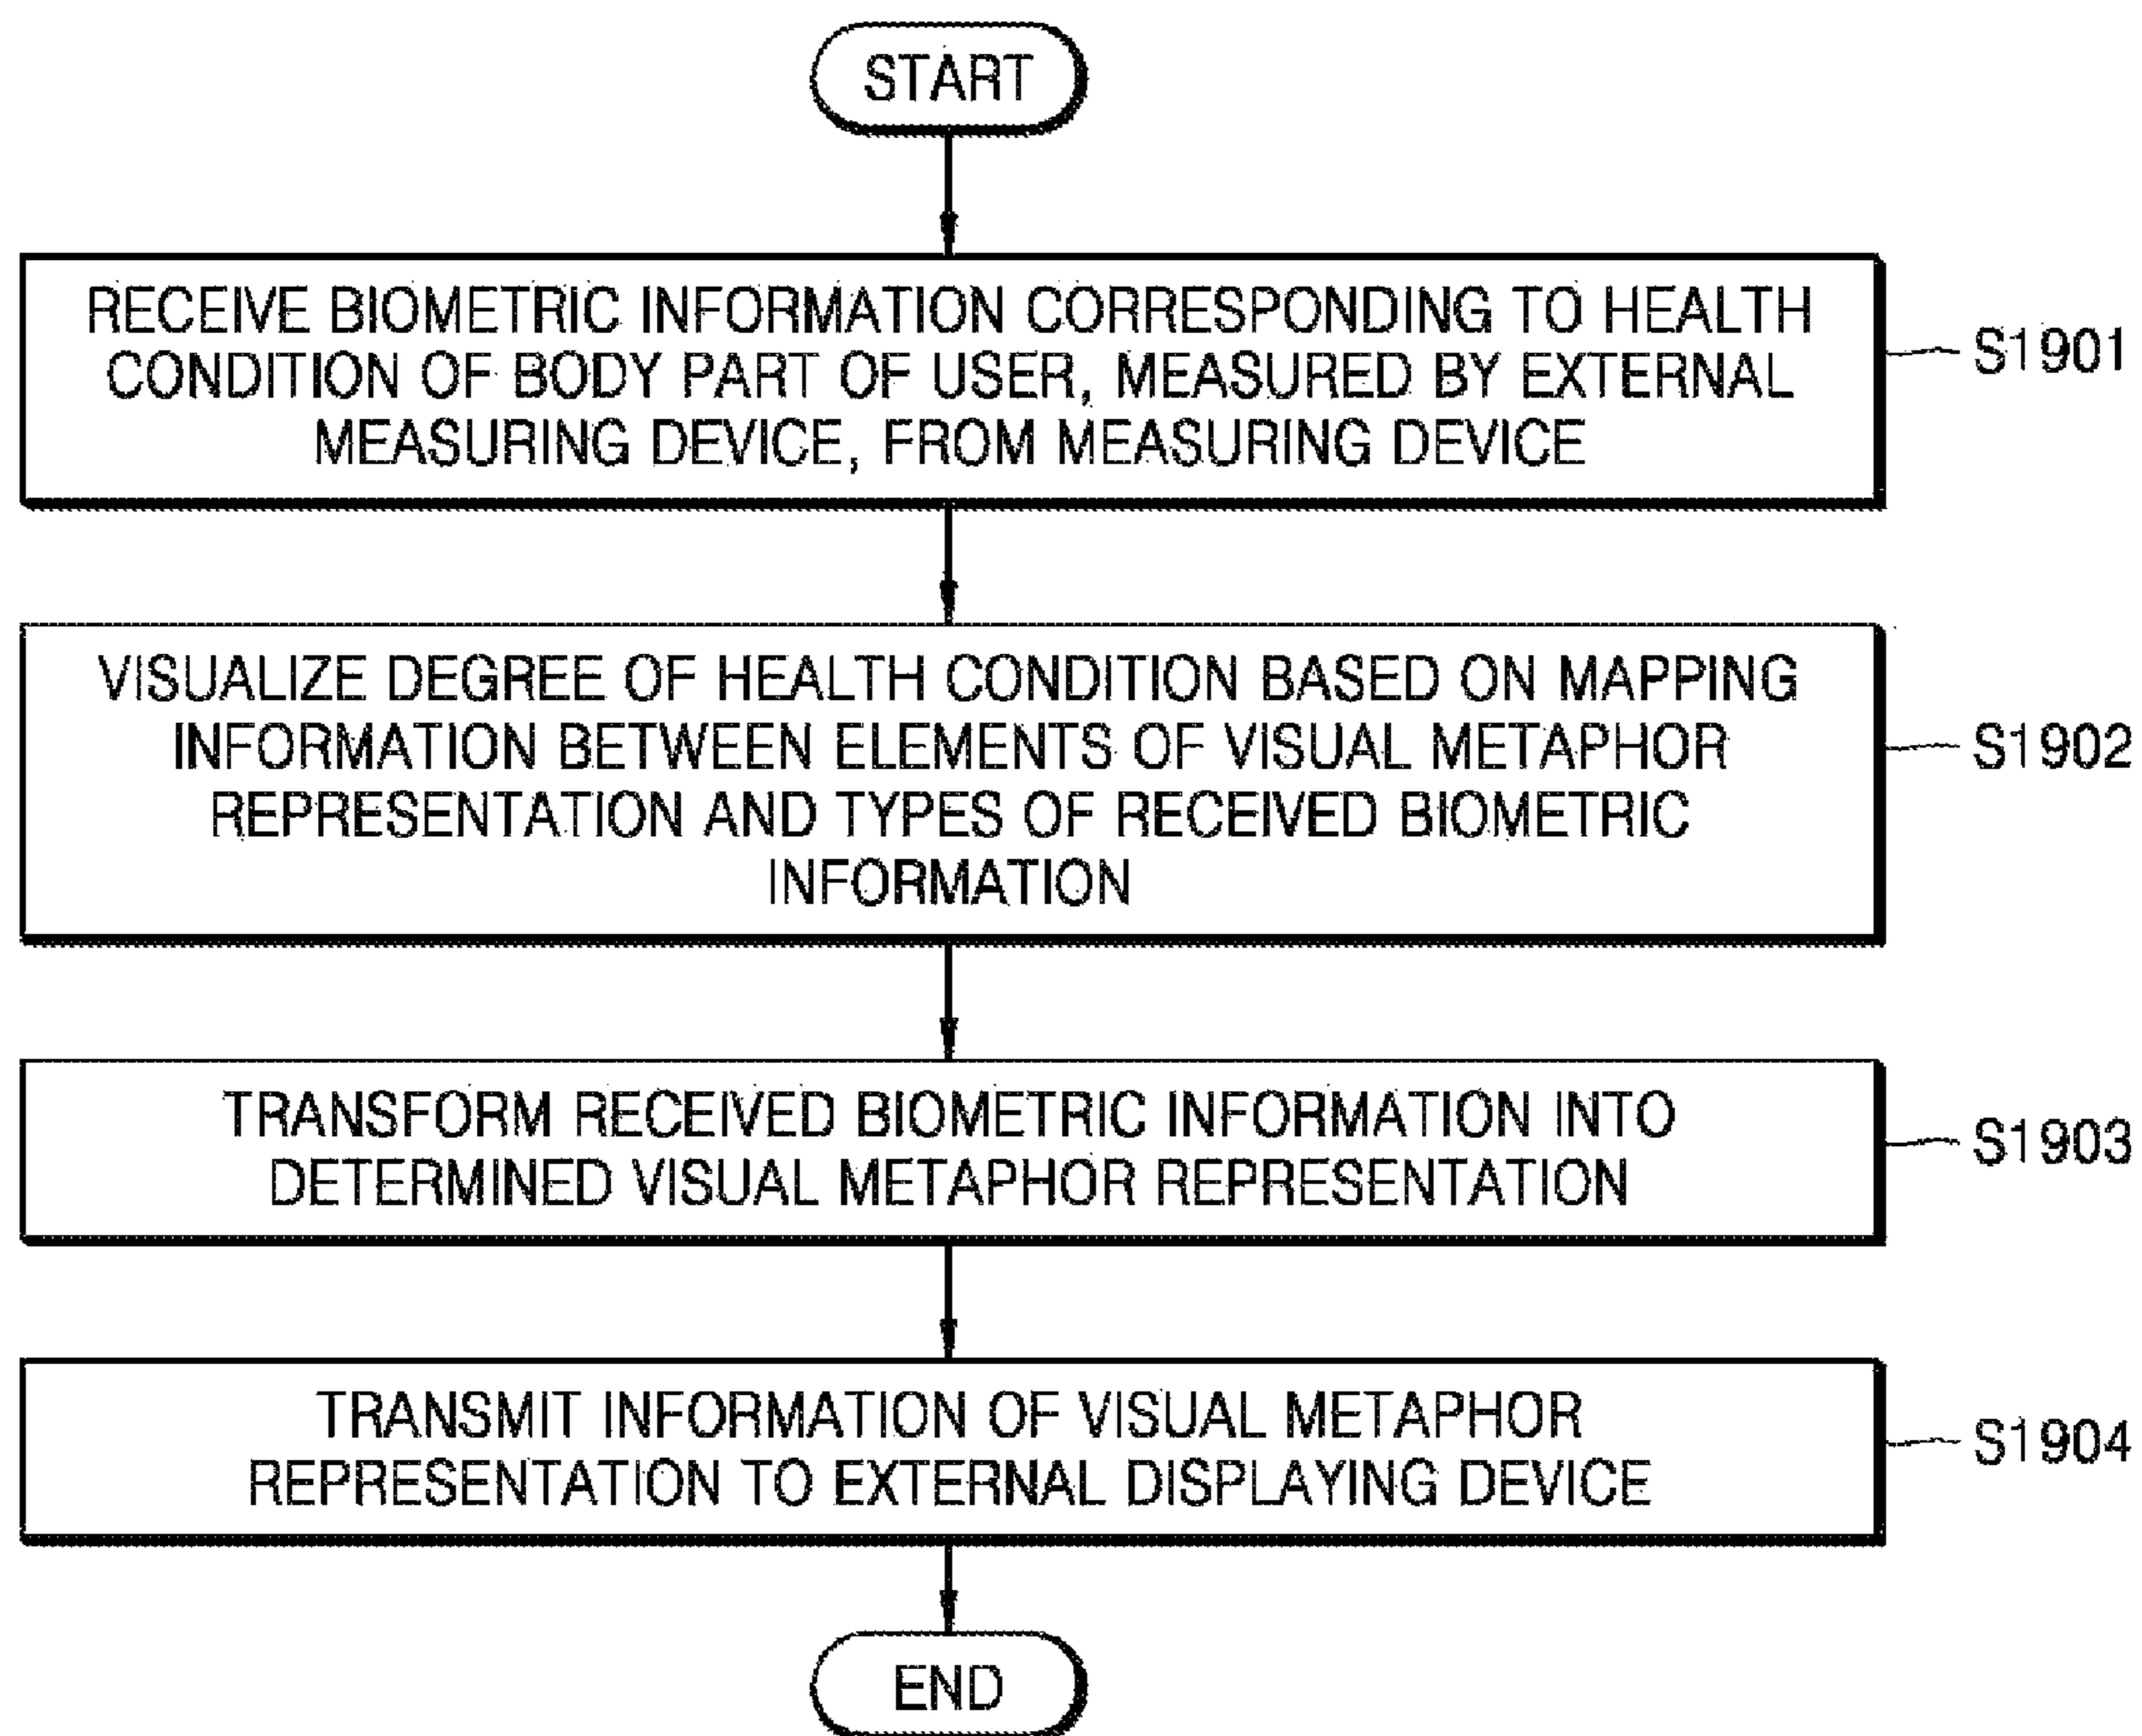 START
RECEIVE BIOMETRIC INFORMATION CORRESPONDING TO HEALTH
CONDITION OF BODY PART OF USER, MEASURED BY EXTERNAL
MEASURING DEVICE, FROM MEASURING DEVICE
S1901
VISUALIZE DEGREE OF HEALTH CONDITION BASED ON MAPPING
INFORMATION BETWEEN ELEMENTS OF VISUAL METAPHOR
REPRESENTATION AND TYPES OF RECEIVED BIOMETRIC
INFORMATION
S1902
TRANSFORM RECEIVED BIOMETRIC INFORMATION INTO
DETERMINED VISUAL METAPHOR REPRESENTATION
S1903
TRANSMIT INFORMATION OF VISUAL METAPHOR
REPRESENTATION TO EXTERNAL DISPLAYING DEVICE
S1904
END